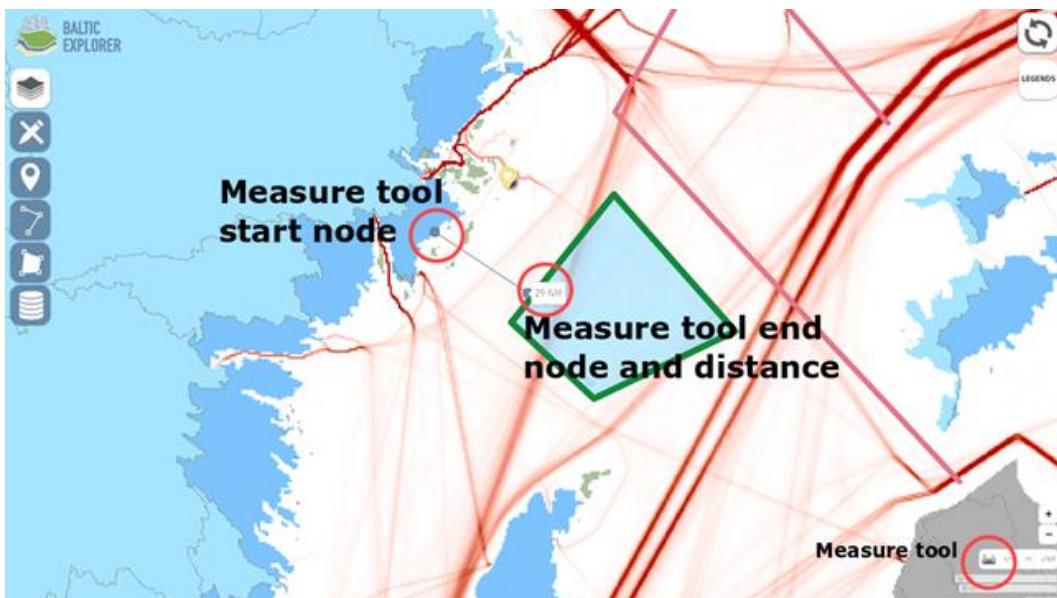 BALTIC
EXPLORER
LEGENDS
Measure tool
start node
29 NM
Measure tool end
node and distance
+
−
Measure tool